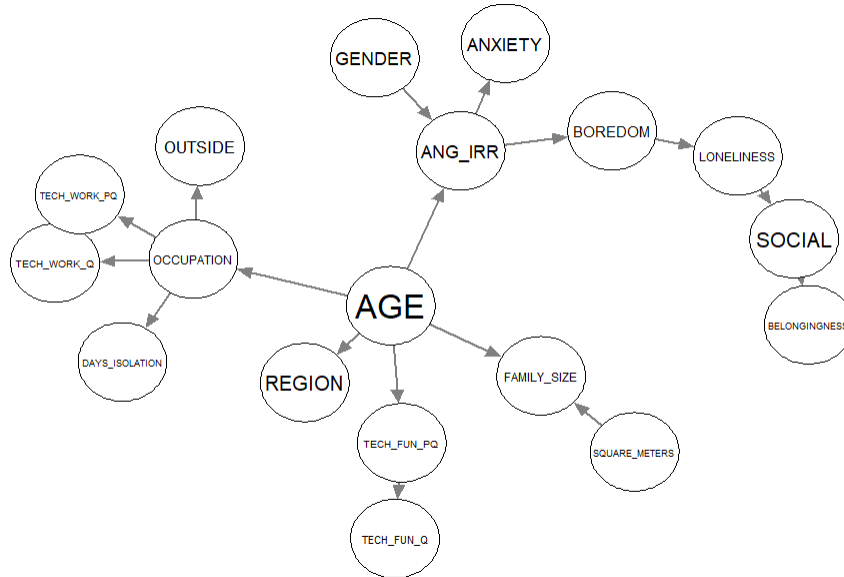 ANXIETY
GENDER
BOREDOM
OUTSIDE
ANG_IRR
LONELINESS
TECH_WORK_PQ
SOCIAL
OCCUPATION
TECH_WORK_Q
AGE
BELONGINGNESS
DAYS_ISOLATION
FAMILY_SIZE
REGION
TECH_FUN_PQ
SQUARE_METERS
TECH_FUN_Q